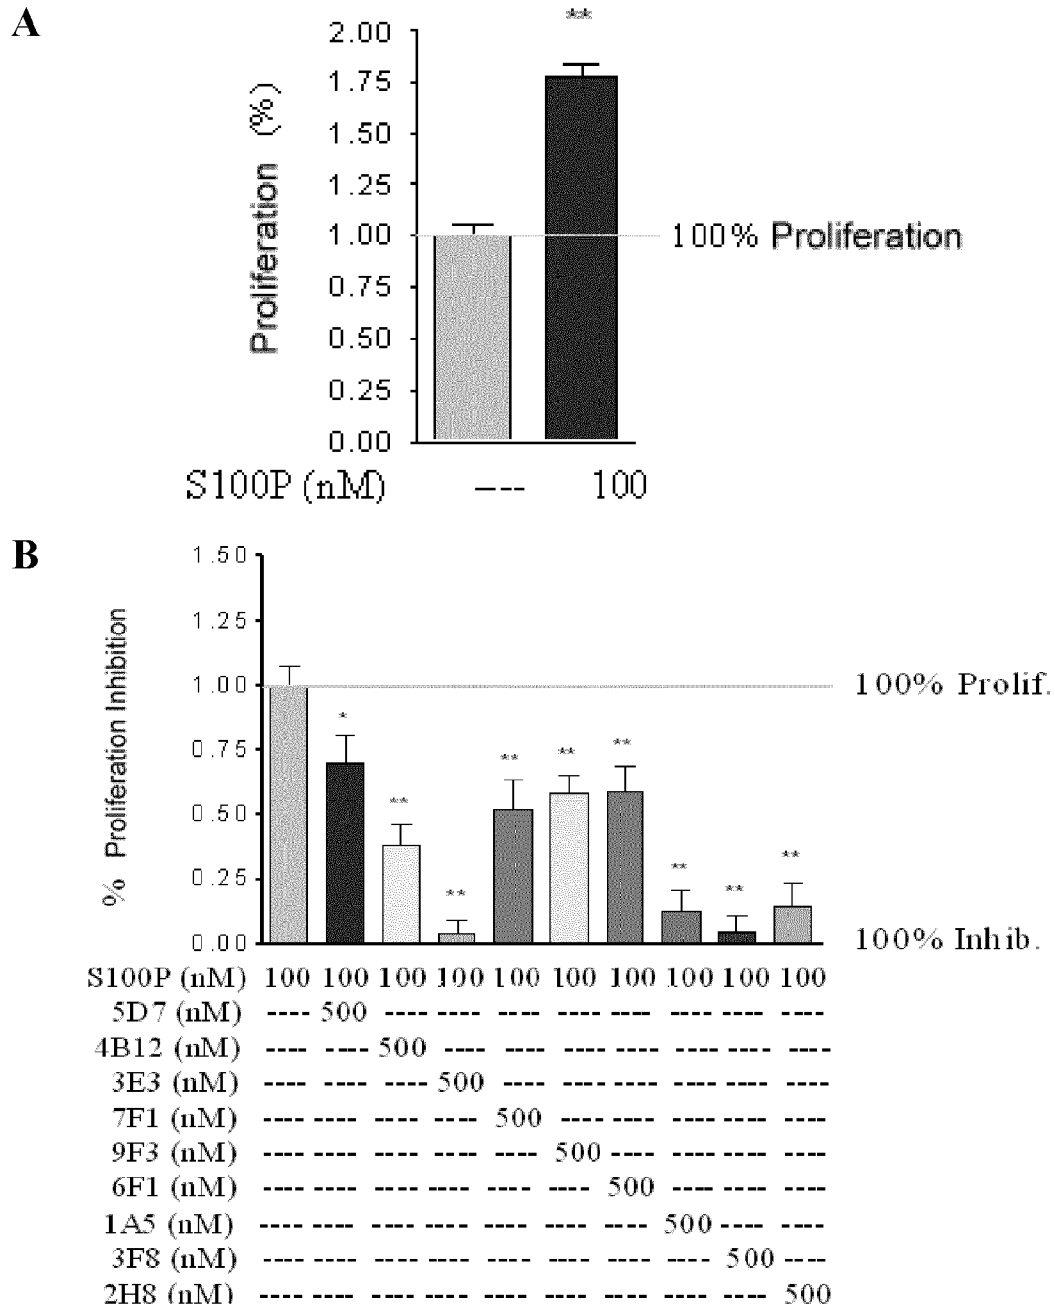 A
**
2.00
1.75
1.50
1.25
1.00
0.75
0.50
0.25
0.00
Proliferation (%)
100% Proliferation
S100P (nM) --- 100
B
1.50
1.25
1.00
0.75
0.50
0.25
0.00
% Proliferation Inhibition
100% Prolif.
* ** ** ** ** ** ** ** **
100% Inhib.
S100P (nM) 100 100 100 100 100 100 100 100 100 100
5D7 (nM) ---- 500 ---- ---- ---- ---- ---- ---- ---- ----
4B12 (nM) ---- ---- 500 ---- ---- ---- ---- ---- ---- ----
3E3 (nM) ---- ---- ---- 500 ---- ---- ---- ---- ---- ----
7F1 (nM) ---- ---- ---- ---- 500 ---- ---- ---- ---- ----
9F3 (nM) ---- ---- ---- ---- ---- 500 ---- ---- ---- ----
6F1 (nM) ---- ---- ---- ---- ---- ---- 500 ---- ---- ----
1A5 (nM) ---- ---- ---- ---- ---- ---- ---- 500 ---- ----
3F8 (nM) ---- ---- ---- ---- ---- ---- ---- ---- 500 ----
2H8 (nM) ---- ---- ---- ---- ---- ---- ---- ---- ---- 500